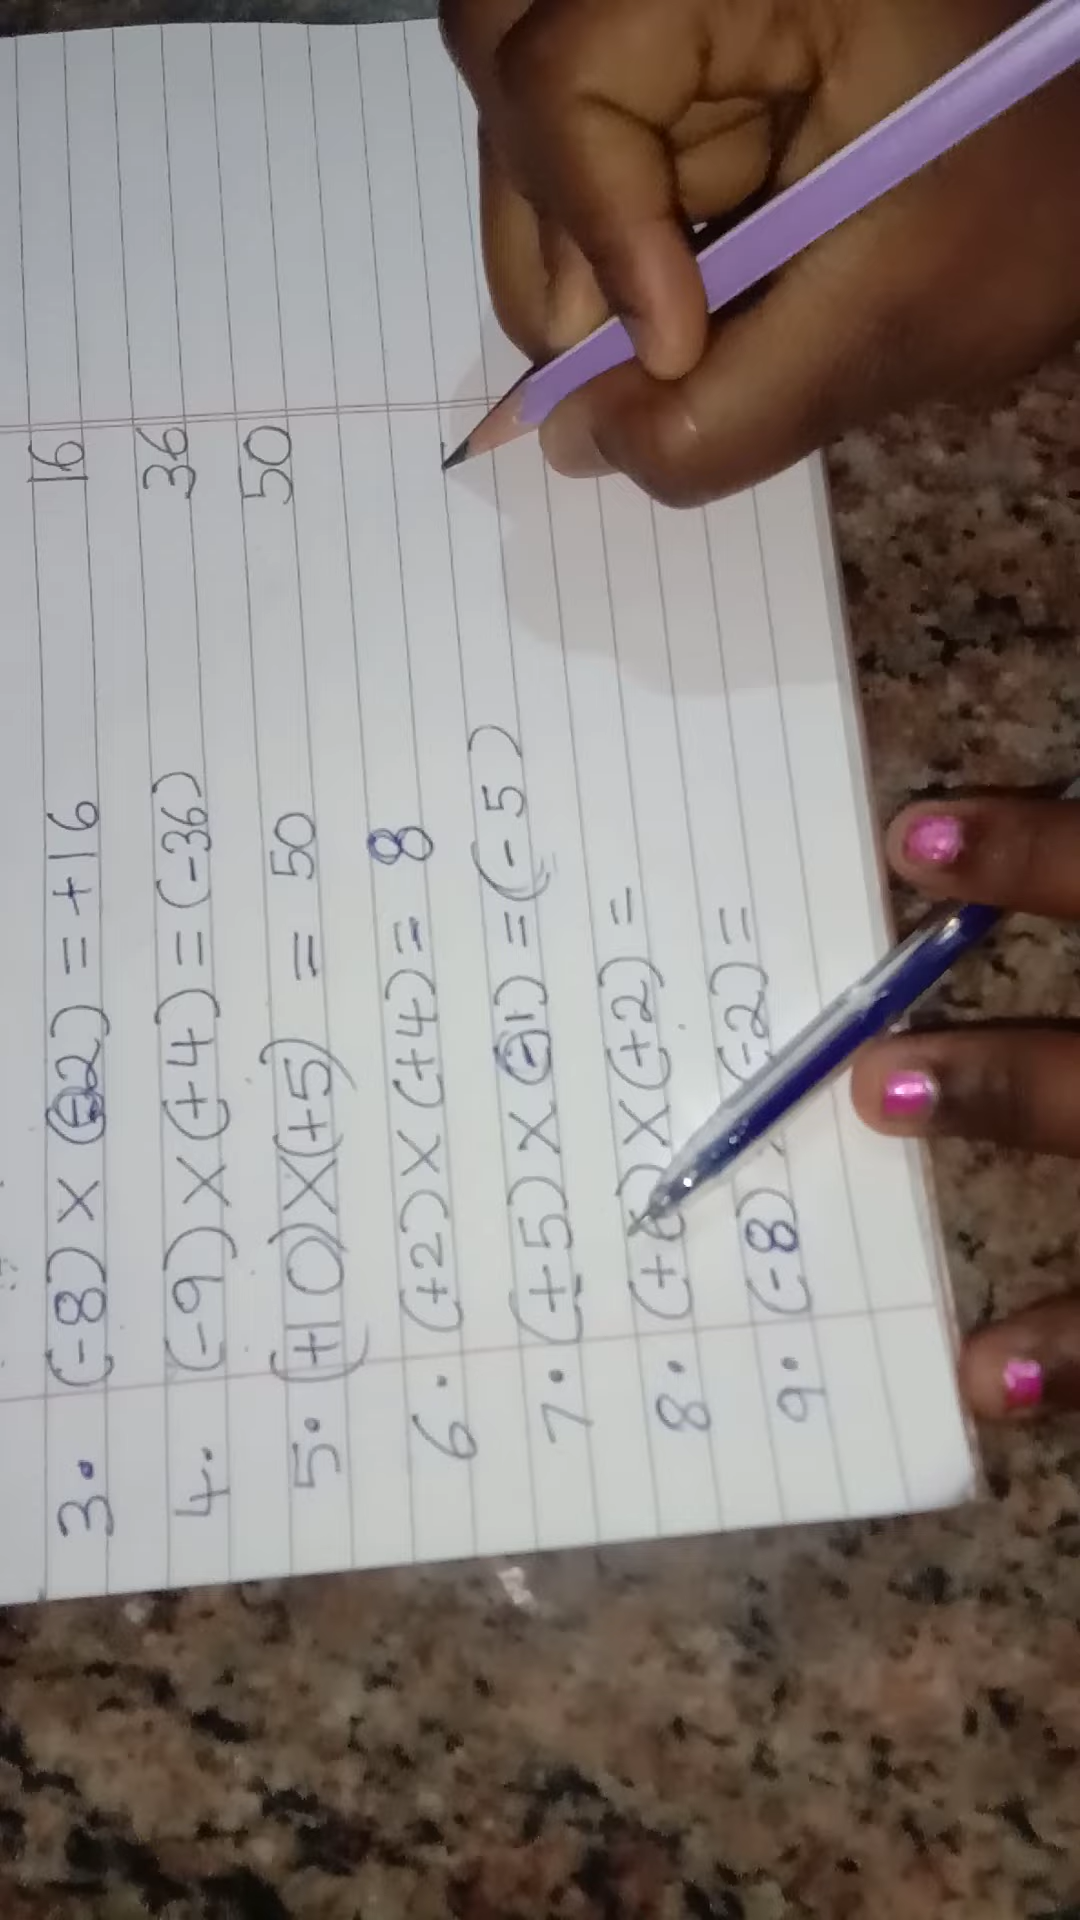 3. (-8) x (-2) = +16 16
4. (-9) x (+4) = (-36) 36
5. (+10) x (+5) = 50 50
6. (+2) x (+4) = 8
7. (+5) x (-1) = (-5)
8. (+6) x (+2) =
9. (-8) (-2) =